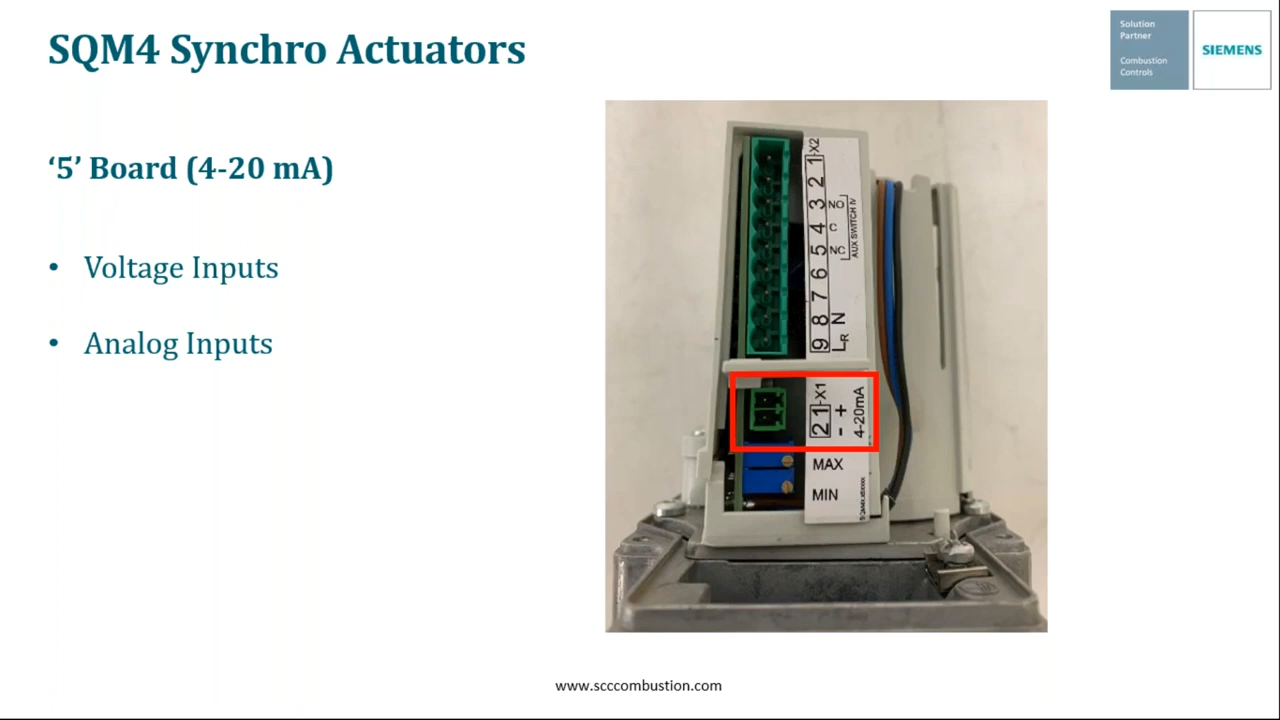 SQM4 Synchro Actuators
Solution
Partner
Combustion
Controls
SIEMENS
‘5’ Board (4-20 mA)
• Voltage Inputs
• Analog Inputs
9 8 7 6 5 4 3 2 1 -X2
LR N
NC C NO
AUX SWITCH IV
2 1 -X1
- +
4-20mA
MAX
MIN
www.scccombustion.com